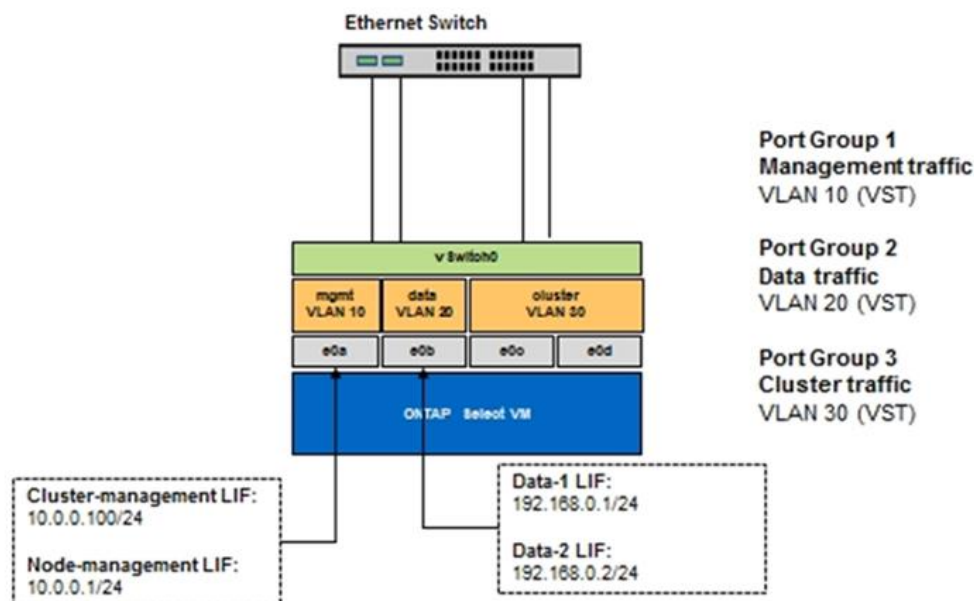 Ethernet Switch
Port Group 1
Management traffic
VLAN 10 (VST)
Port Group 2
Data traffic
VLAN 20 (VST)
Port Group 3
Cluster traffic
VLAN 30 (VST)
vSwitch0
mgmt
VLAN 10
data
VLAN 20
cluster
VLAN 30
e0a
e0b
e0c
e0d
ONTAP Select VM
Cluster-management LIF:
10.0.0.100/24
Node-management LIF:
10.0.0.1/24
Data-1 LIF:
192.168.0.1/24
Data-2 LIF:
192.168.0.2/24